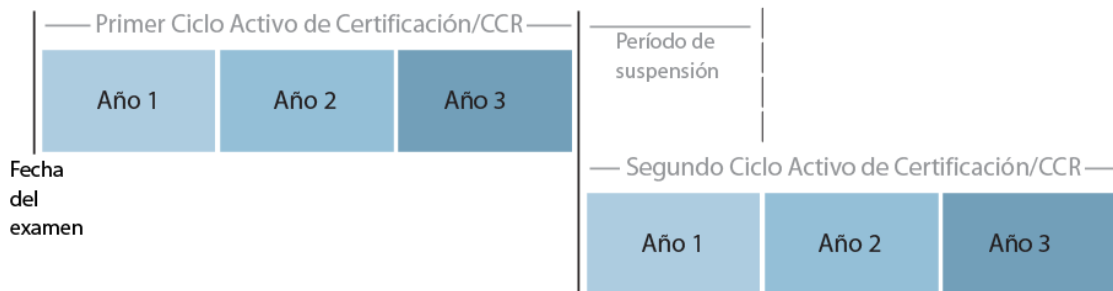 Primer Ciclo Activo de Certificación/CCR
Período de
suspensión
Año 1
Año 2
Año 3
Fecha
del
examen
Segundo Ciclo Activo de Certificación/CCR
Año 1
Año 2
Año 3